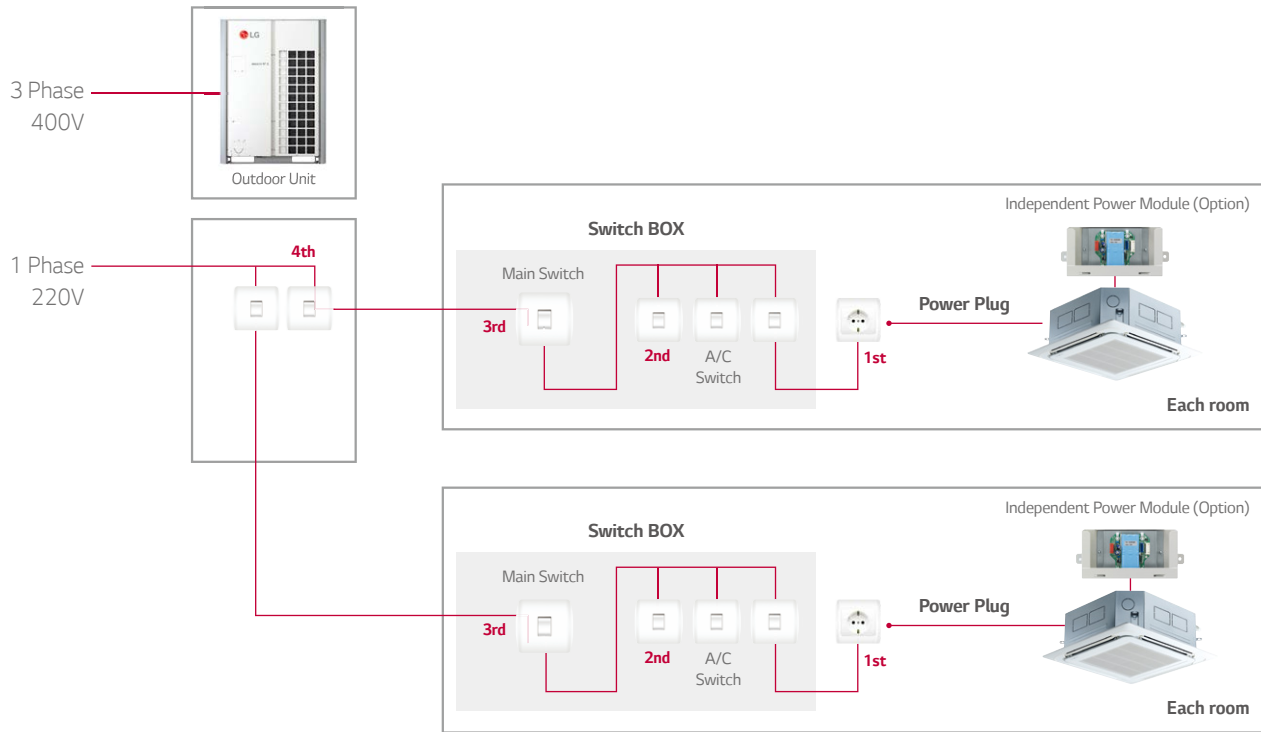 LG
3 Phase
400V
Outdoor Unit
1 Phase
220V
4th
Independent Power Module (Option)
Switch BOX
Main Switch
3rd
2nd
A/C
Switch
1st
Power Plug
Each room
Independent Power Module (Option)
Switch BOX
Main Switch
3rd
2nd
A/C
Switch
1st
Power Plug
Each room